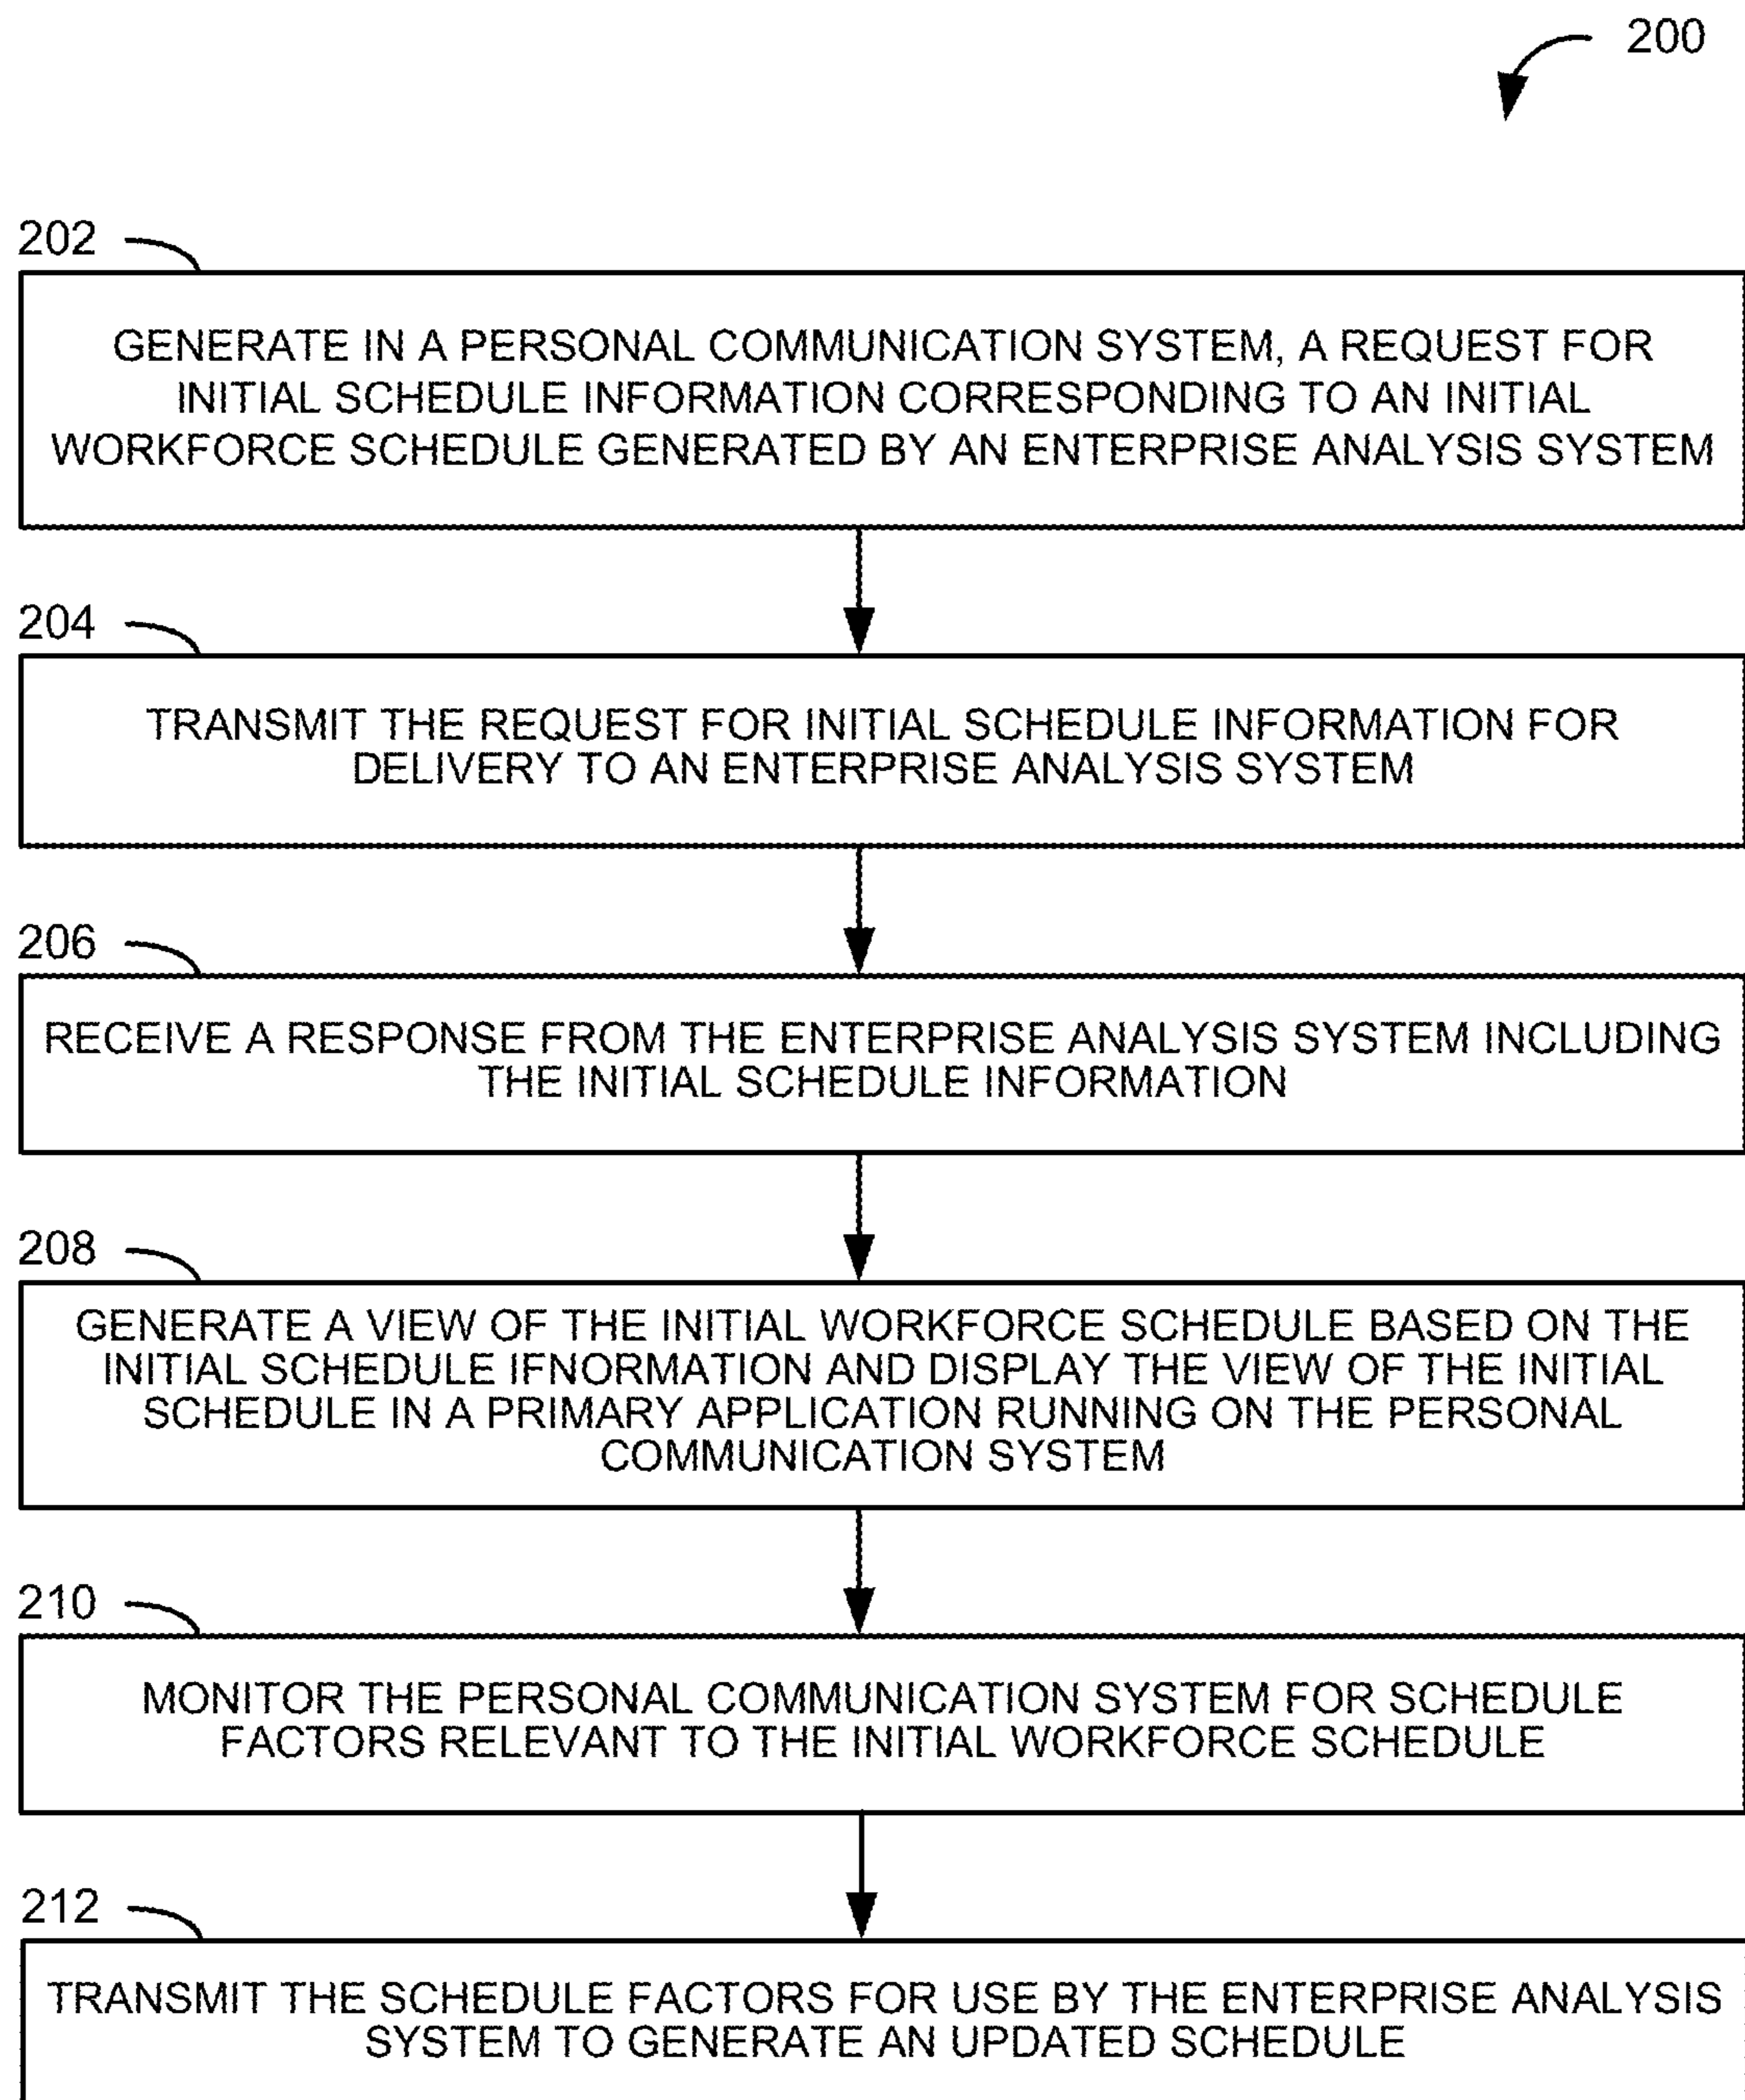 200
202
GENERATE IN A PERSONAL COMMUNICATION SYSTEM, A REQUEST FOR
INITIAL SCHEDULE INFORMATION CORRESPONDING TO AN INITIAL
WORKFORCE SCHEDULE GENERATED BY AN ENTERPRISE ANALYSIS SYSTEM
204
TRANSMIT THE REQUEST FOR INITIAL SCHEDULE INFORMATION FOR
DELIVERY TO AN ENTERPRISE ANALYSIS SYSTEM
206
RECEIVE A RESPONSE FROM THE ENTERPRISE ANALYSIS SYSTEM INCLUDING
THE INITIAL SCHEDULE INFORMATION
208
GENERATE A VIEW OF THE INITIAL WORKFORCE SCHEDULE BASED ON THE
INITIAL SCHEDULE IFNORMATION AND DISPLAY THE VIEW OF THE INITIAL
SCHEDULE IN A PRIMARY APPLICATION RUNNING ON THE PERSONAL
COMMUNICATION SYSTEM
210
MONITOR THE PERSONAL COMMUNICATION SYSTEM FOR SCHEDULE
FACTORS RELEVANT TO THE INITIAL WORKFORCE SCHEDULE
212
TRANSMIT THE SCHEDULE FACTORS FOR USE BY THE ENTERPRISE ANALYSIS
SYSTEM TO GENERATE AN UPDATED SCHEDULE